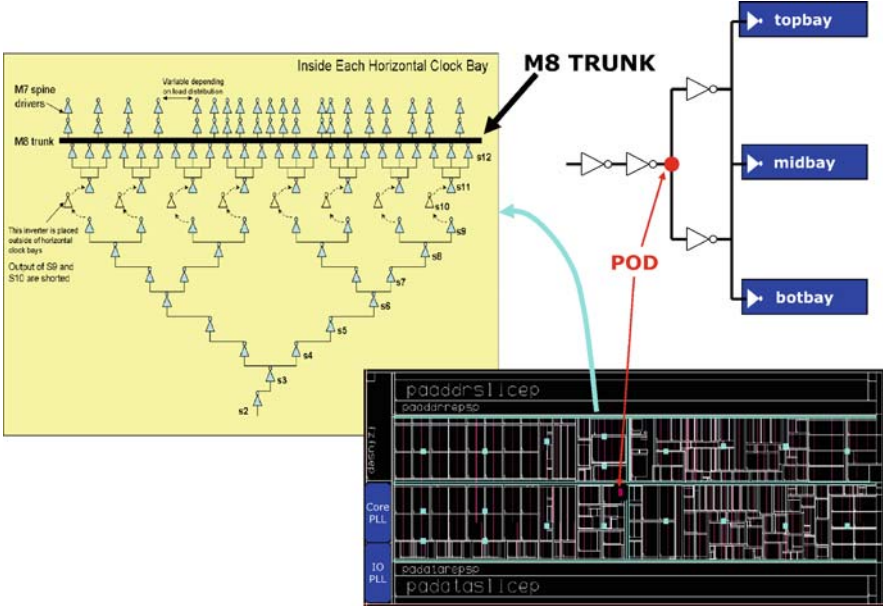 Inside Each Horizontal Clock Bay
M7 spine
drivers
Variable depending
on load distribution
M8 trunk
s12
s11
s10
This inverter is placed
outside of horizontal
clock bays
s9
Output of S9 and
S10 are shorted
s8
s7
s6
s5
s4
s3
s2
M8 TRUNK
topbay
midbay
botbay
POD
paaddrslicep
paaddrrepsp
Core
PLL
IO
PLL
padatarepsp
padataslicep